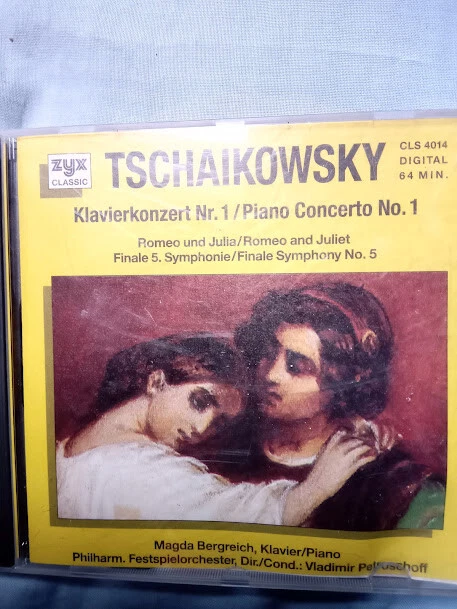 zyx
CLASSIC
TSCHAIKOWSKY
CLS 4014
DIGITAL
64 MIN.
Klavierkonzert Nr. 1 / Piano Concerto No. 1
Romeo und Julia/Romeo and Juliet
Finale 5. Symphonie/Finale Symphony No. 5
Magda Bergreich, Klavier/Piano
Philharm. Festspielorchester, Dir./Cond.: Vladimir Petroschoff